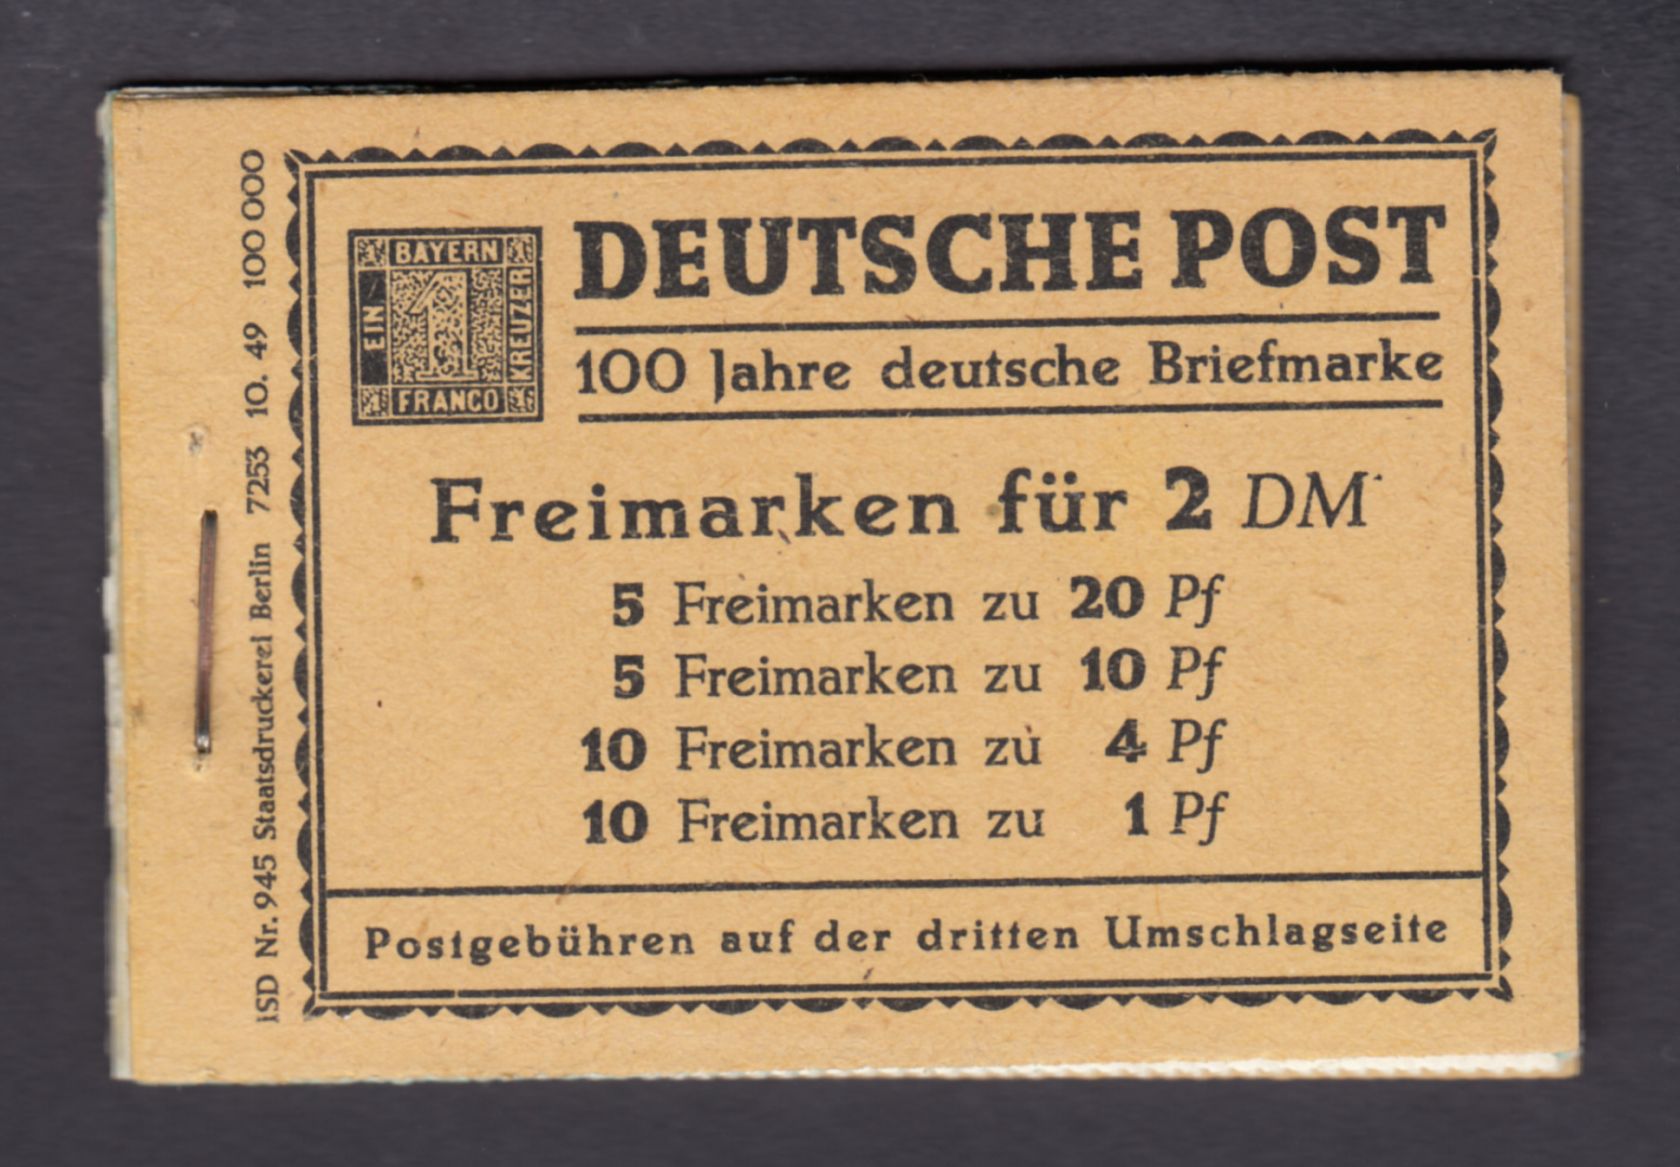 ISD Nr. 945 Staatsdruckerei Berlin 7253 10. 49 100 000
BAYERN
EIN
1
KREUZER
FRANCO
DEUTSCHE POST
100 Jahre deutsche Briefmarke
Freimarken für 2 DM
5 Freimarken zu 20 Pf
5 Freimarken zu 10 Pf
10 Freimarken zu 4 Pf
10 Freimarken zu 1 Pf
Postgebühren auf der dritten Umschlagseite